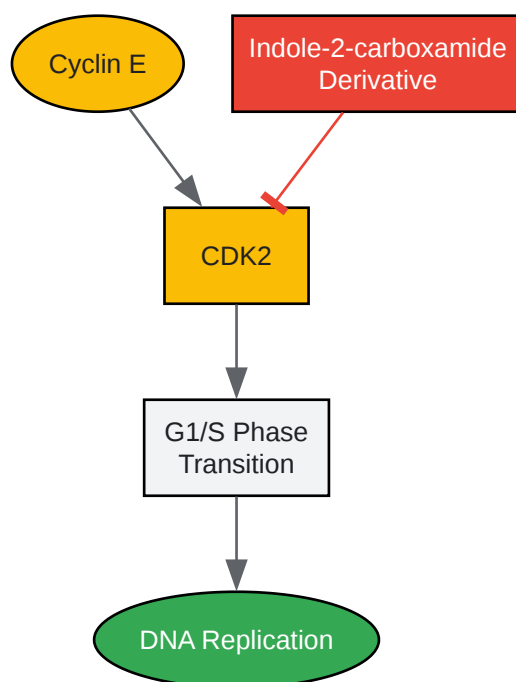 Cyclin E
Indole-2-carboxamide
Derivative
CDK2
G1/S Phase
Transition
DNA Replication